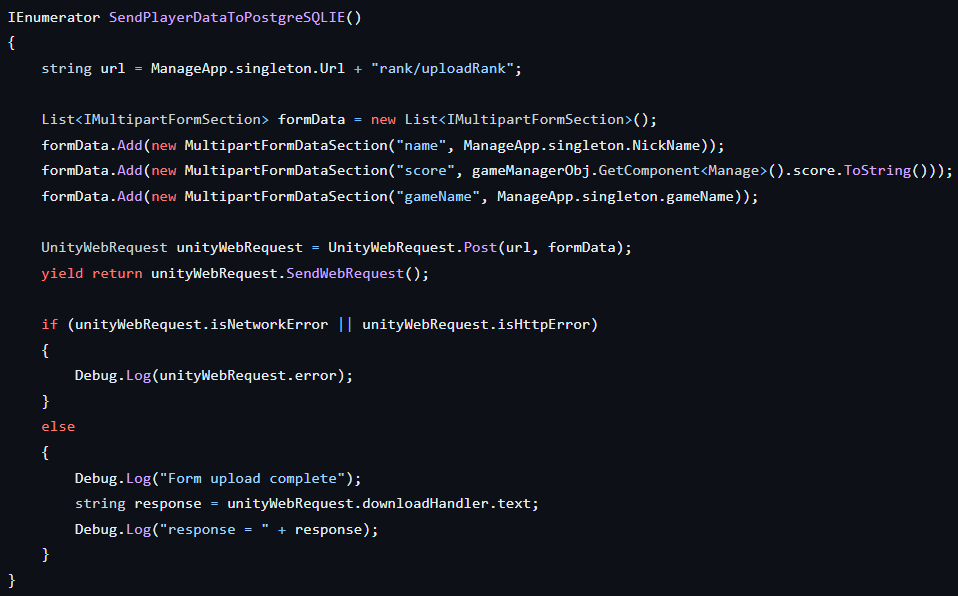 IEnumerator SendPlayerDataToPostgreSQLIE()
{
    string url = ManageApp.singleton.Url + "rank/uploadRank";

    List<IMultipartFormSection> formData = new List<IMultipartFormSection>();
    formData.Add(new MultipartFormDataSection("name", ManageApp.singleton.NickName));
    formData.Add(new MultipartFormDataSection("score", gameManagerObj.GetComponent<Manage>().score.ToString()));
    formData.Add(new MultipartFormDataSection("gameName", ManageApp.singleton.gameName));

    UnityWebRequest unityWebRequest = UnityWebRequest.Post(url, formData);
    yield return unityWebRequest.SendWebRequest();

    if (unityWebRequest.isNetworkError || unityWebRequest.isHttpError)
    {
        Debug.Log(unityWebRequest.error);
    }
    else
    {
        Debug.Log("Form upload complete");
        string response = unityWebRequest.downloadHandler.text;
        Debug.Log("response = " + response);
    }
}